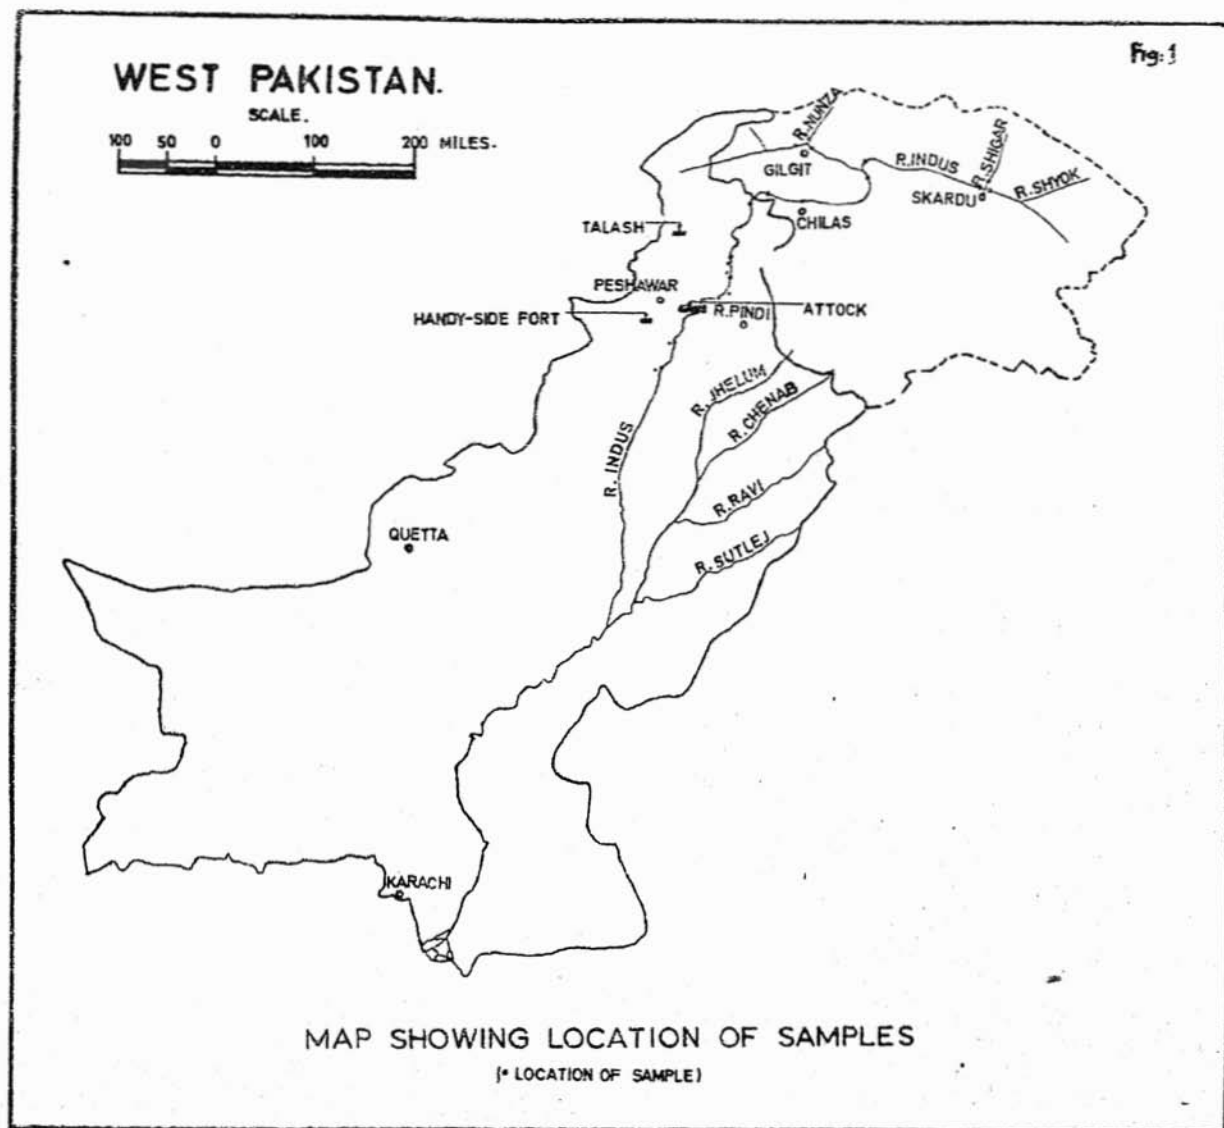 Fig: 1
WEST PAKISTAN.
SCALE.
100 50 0 100 200 MILES.
R. NUNZA
GILGIT
R. INDUS
R. SHIGAR
R. SHYOK
SKARDU
CHILAS
TALASH
PESHAWAR
HANDY-SIDE FORT
R. PINDI
ATTOCK
R. JHELUM
R. CHENAB
R. INDUS
R. RAVI
R. SUTLEJ
QUETTA
KARACHI
MAP SHOWING LOCATION OF SAMPLES
(• LOCATION OF SAMPLE)